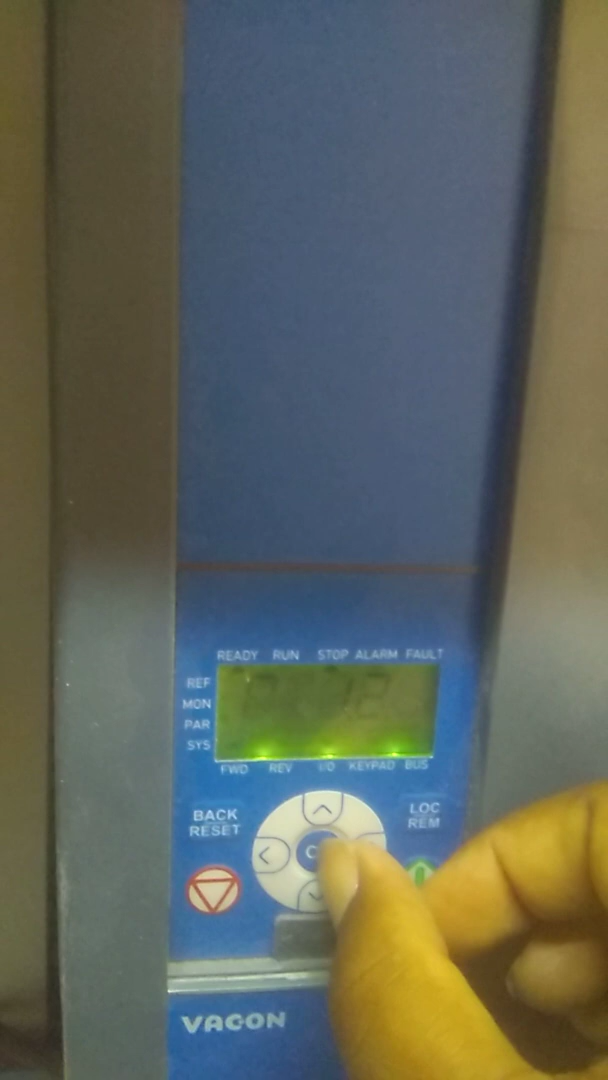 READY RUN STOP ALARM FAULT
REF
MON
PAR
SYS
FWD REV I/O KEYPAD BUS
BACK
RESET
LOC
REM
VACON